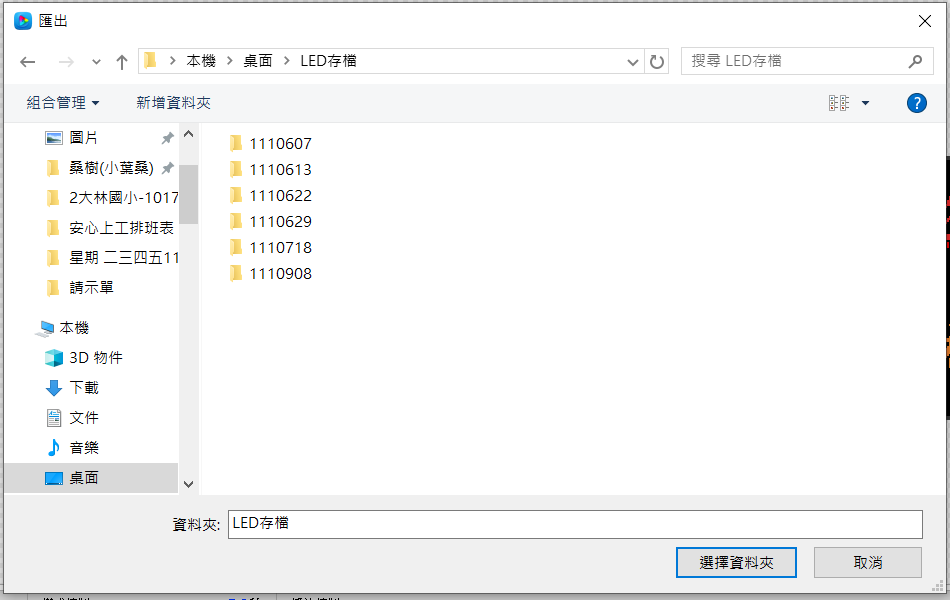 匯出
本機 > 桌面 > LED存檔
搜尋 LED存檔
組合管理
新增資料夾
?
圖片
桑樹(小葉桑)
2大林國小-1017
安心上工排班表
星期 二三四五11
請示單
本機
3D 物件
下載
文件
音樂
桌面
1110607
1110613
1110622
1110629
1110718
1110908
資料夾:
LED存檔
選擇資料夾
取消